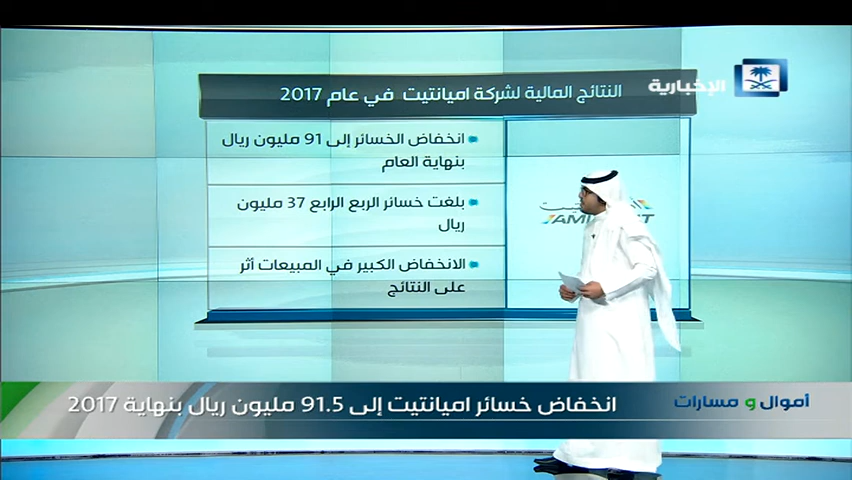 الإخبارية
النتائج المالية لشركة اميانتيت في عام 2017
انخفاض الخسائر إلى 91 مليون ريال
بنهاية العام
بلغت خسائر الربع الرابع 37 مليون
ريال
الانخفاض الكبير في المبيعات أثر
على النتائج
أموال و مسارات
انخفاض خسائر اميانتيت إلى 91.5 مليون ريال بنهاية 2017